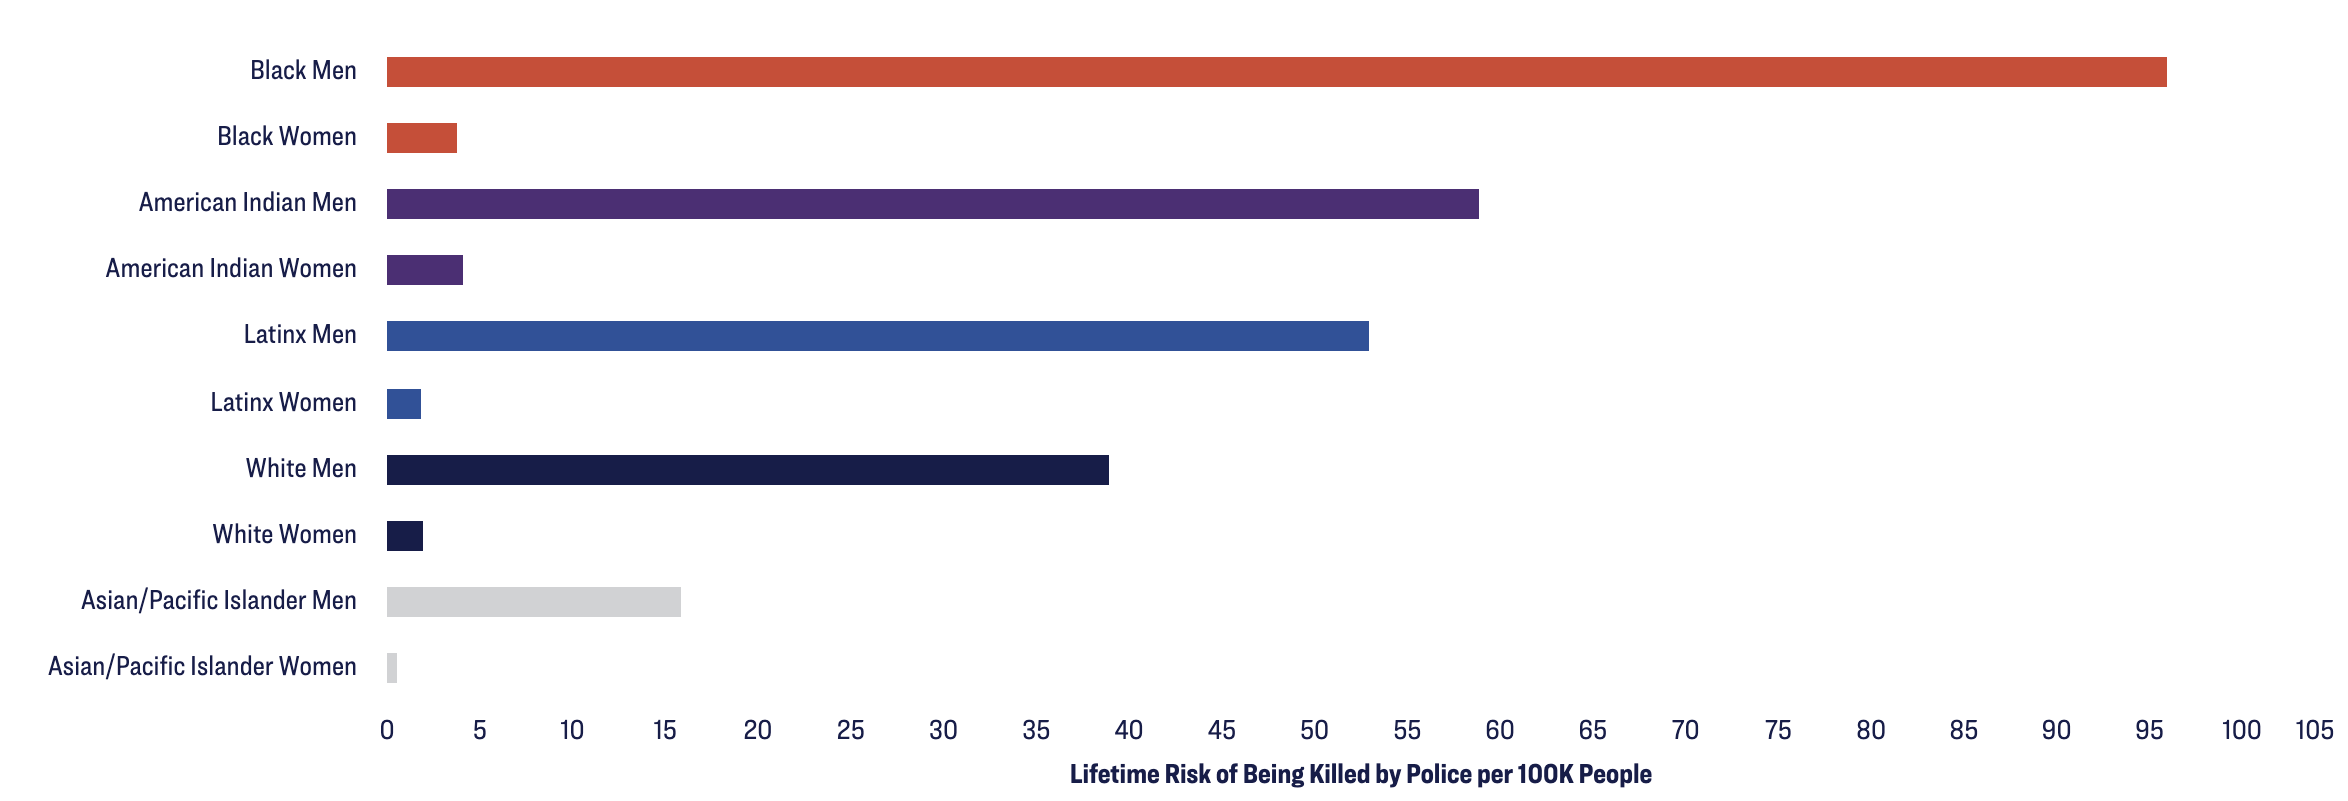 Black Men
Black Women
American Indian Men
American Indian Women
Latinx Men
Latinx Women
White Men
White Women
Asian/Pacific Islander Men
Asian/Pacific Islander Women
0 5 10 15 20 25 30 35 40 45 50 55 60 65 70 75 80 85 90 95 100 105
Lifetime Risk of Being Killed by Police per 100K People